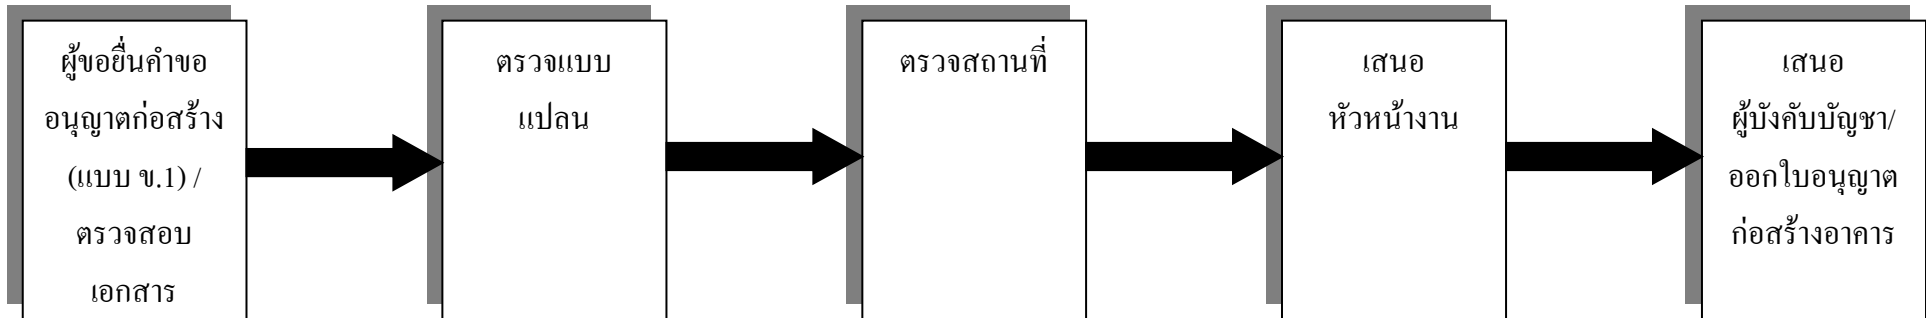 ผู้ขอยื่นคำขอ
อนุญาตก่อสร้าง
(แบบ ข.1) /
ตรวจสอบ
เอกสาร
ตรวจแบบ
แปลน
ตรวจสถานที่
เสนอ
หัวหน้างาน
เสนอ
ผู้บังคับบัญชา/
ออกใบอนุญาต
ก่อสร้างอาคาร